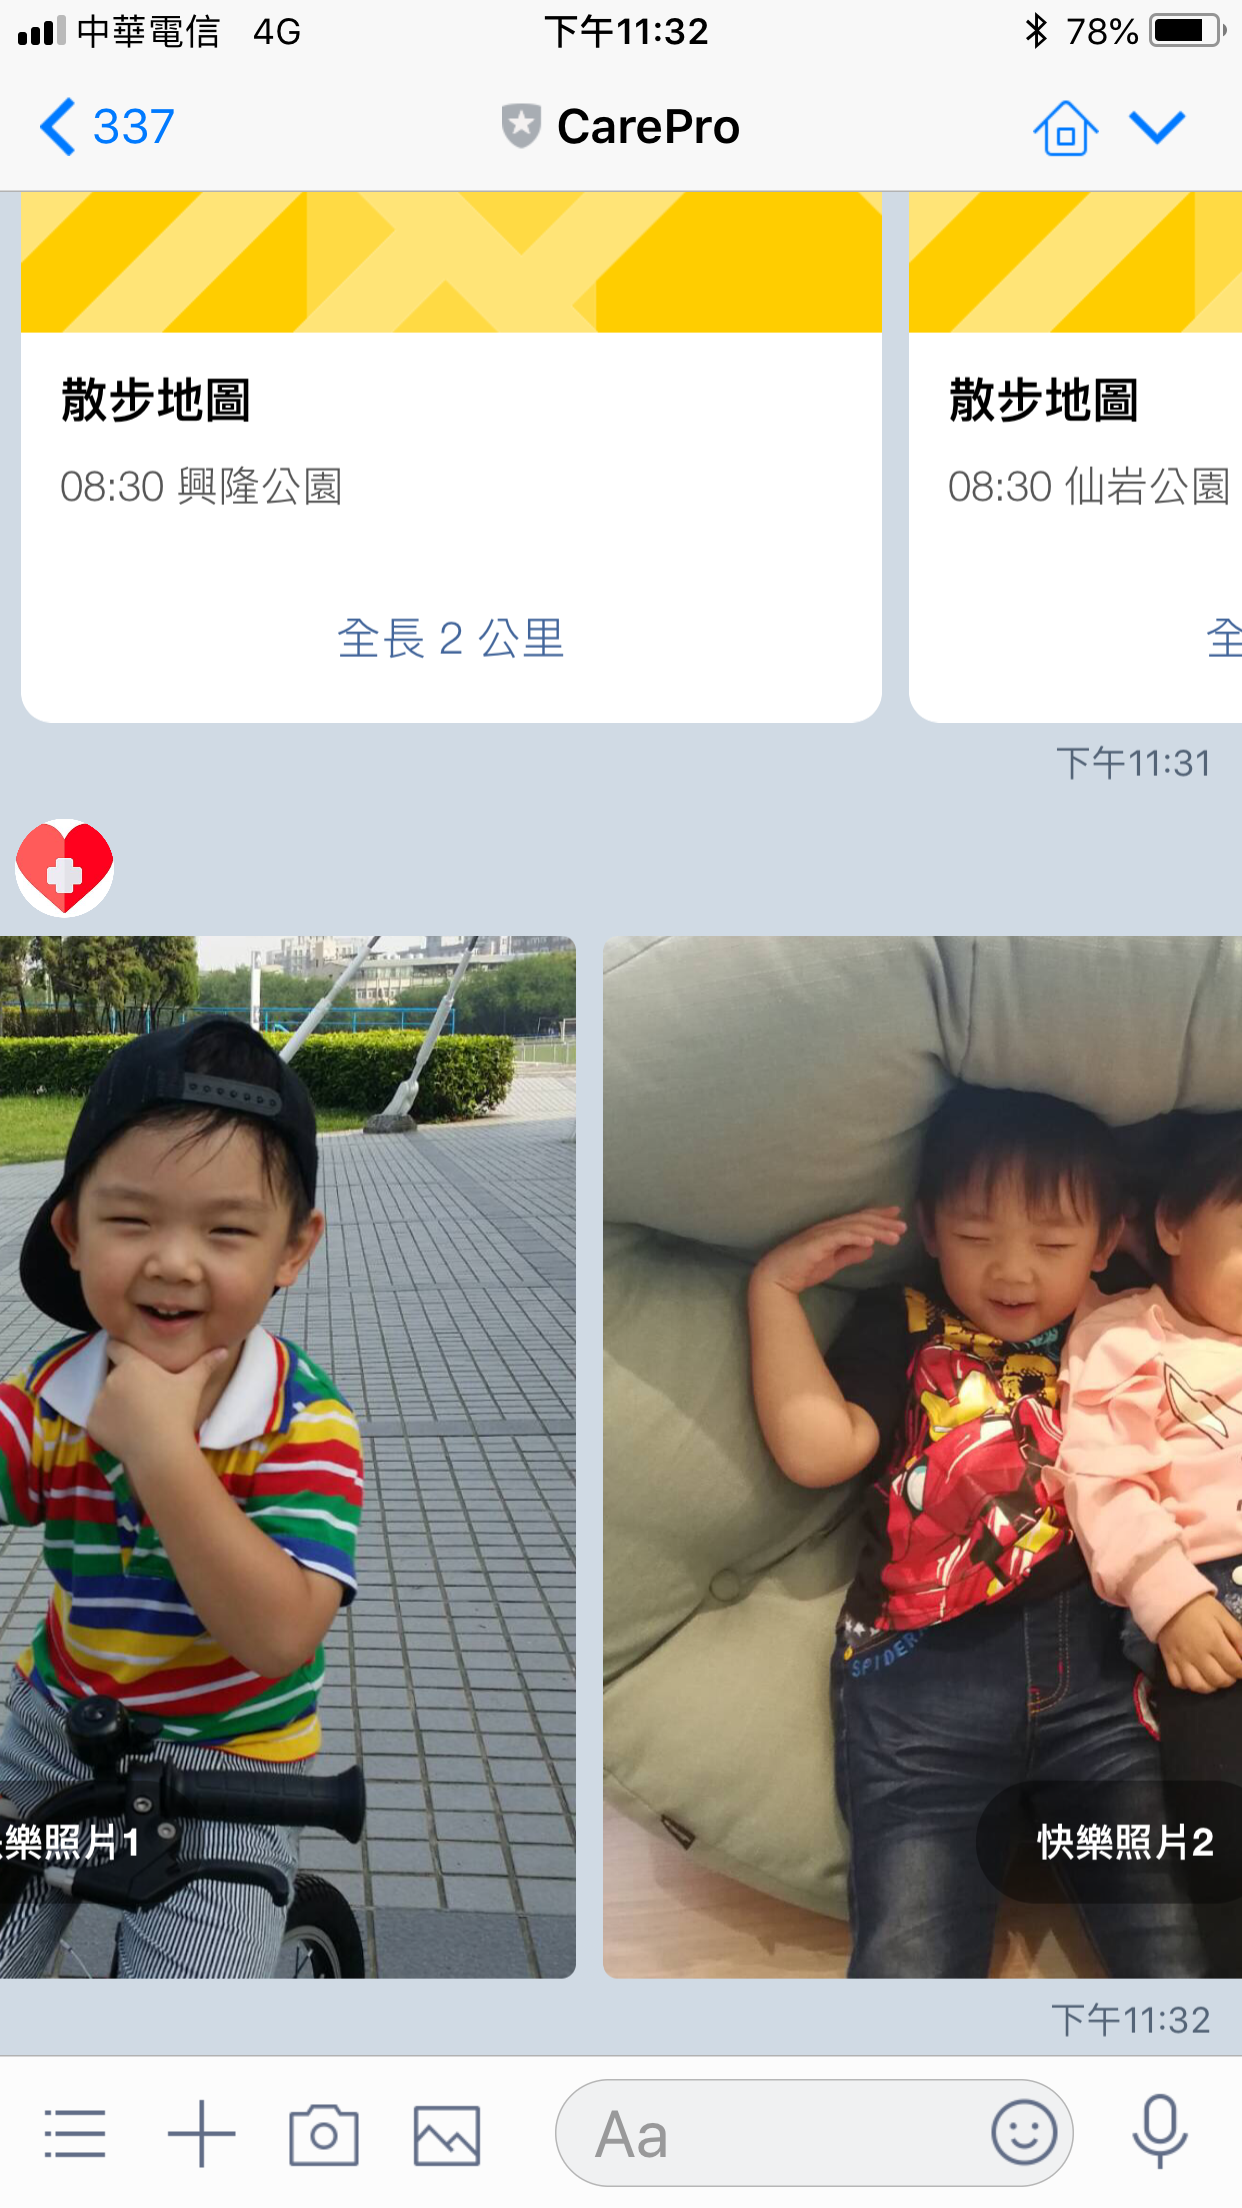 中華電信 4G 下午11:32 78%
337 CarePro
散步地圖
08:30 興隆公園
全長 2 公里
散步地圖
08:30 仙岩公園
全
下午11:31
SPIDER
樂照片1
快樂照片2
下午11:32
Aa